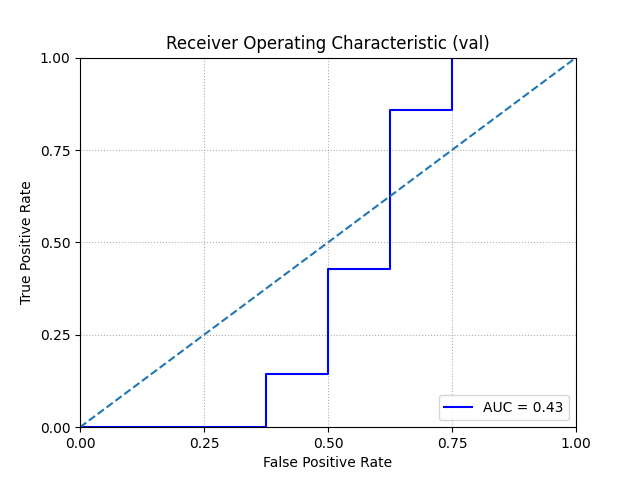 Receiver Operating Characteristic (val)
1.00
0.75
0.50
0.25
0.00
True Positive Rate
AUC = 0.43
0.00 0.25 0.50 0.75 1.00
False Positive Rate